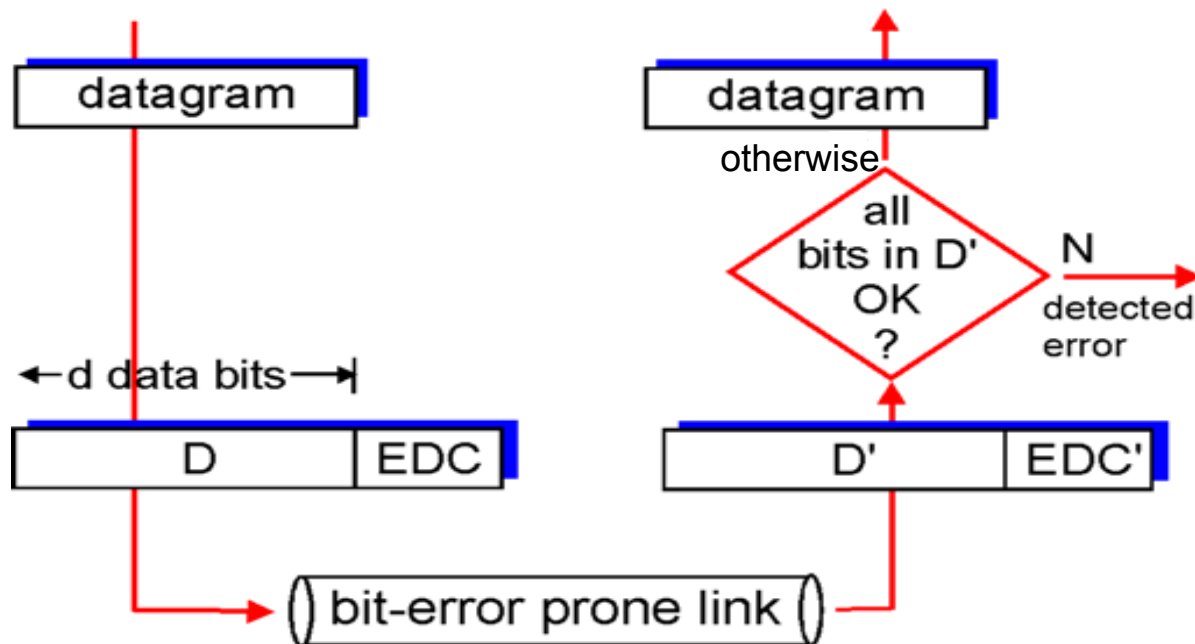 datagram
d data bits
D EDC
bit-error prone link
datagram
otherwise
all
bits in D'
OK
?
N
detected
error
D' EDC'